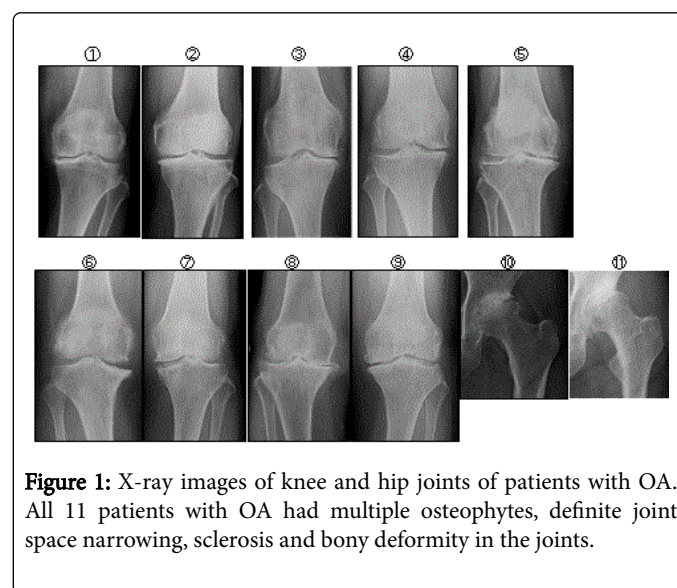 ① ② ③ ④ ⑤
⑥ ⑦ ⑧ ⑨ ⑩ ⑪
Figure 1: X-ray images of knee and hip joints of patients with OA.
All 11 patients with OA had multiple osteophytes, definite joint
space narrowing, sclerosis and bony deformity in the joints.